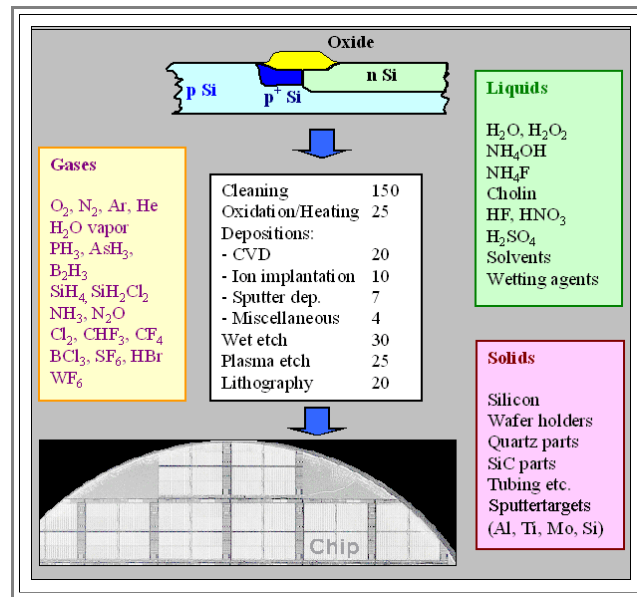 Oxide
p Si
p⁺ Si
n Si
Gases
O₂, N₂, Ar, He
H₂O vapor
PH₃, AsH₃,
B₂H₃
SiH₄, SiH₂Cl₂
NH₃, N₂O
Cl₂, CHF₃, CF₄
BCl₃, SF₆, HBr
WF₆
Cleaning 150
Oxidation/Heating 25
Depositions:
- CVD 20
- Ion implantation 10
- Sputter dep. 7
- Miscellaneous 4
Wet etch 30
Plasma etch 25
Lithography 20
Liquids
H₂O, H₂O₂
NH₄OH
NH₄F
Cholin
HF, HNO₃
H₂SO₄
Solvents
Wetting agents
Solids
Silicon
Wafer holders
Quartz parts
SiC parts
Tubing etc.
Sputtertargets
(Al, Ti, Mo, Si)
Chip